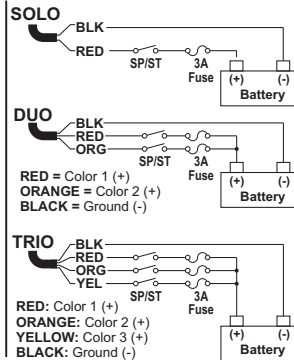 SOLO
BLK
RED
SP/ST
3A
Fuse
(+) (-)
Battery
DUO
BLK
RED
ORG
SP/ST
3A
Fuse
(+) (-)
Battery
RED = Color 1 (+)
ORANGE = Color 2 (+)
BLACK = Ground (-)
TRIO
BLK
RED
ORG
YEL
SP/ST
3A
Fuse
(+) (-)
Battery
RED: Color 1 (+)
ORANGE: Color 2 (+)
YELLOW: Color 3 (+)
BLACK: Ground (-)